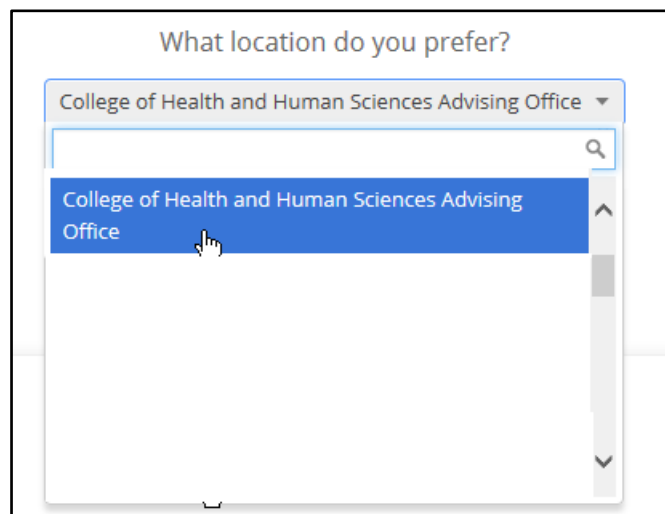 What location do you prefer?
College of Health and Human Sciences Advising Office
College of Health and Human Sciences Advising
Office